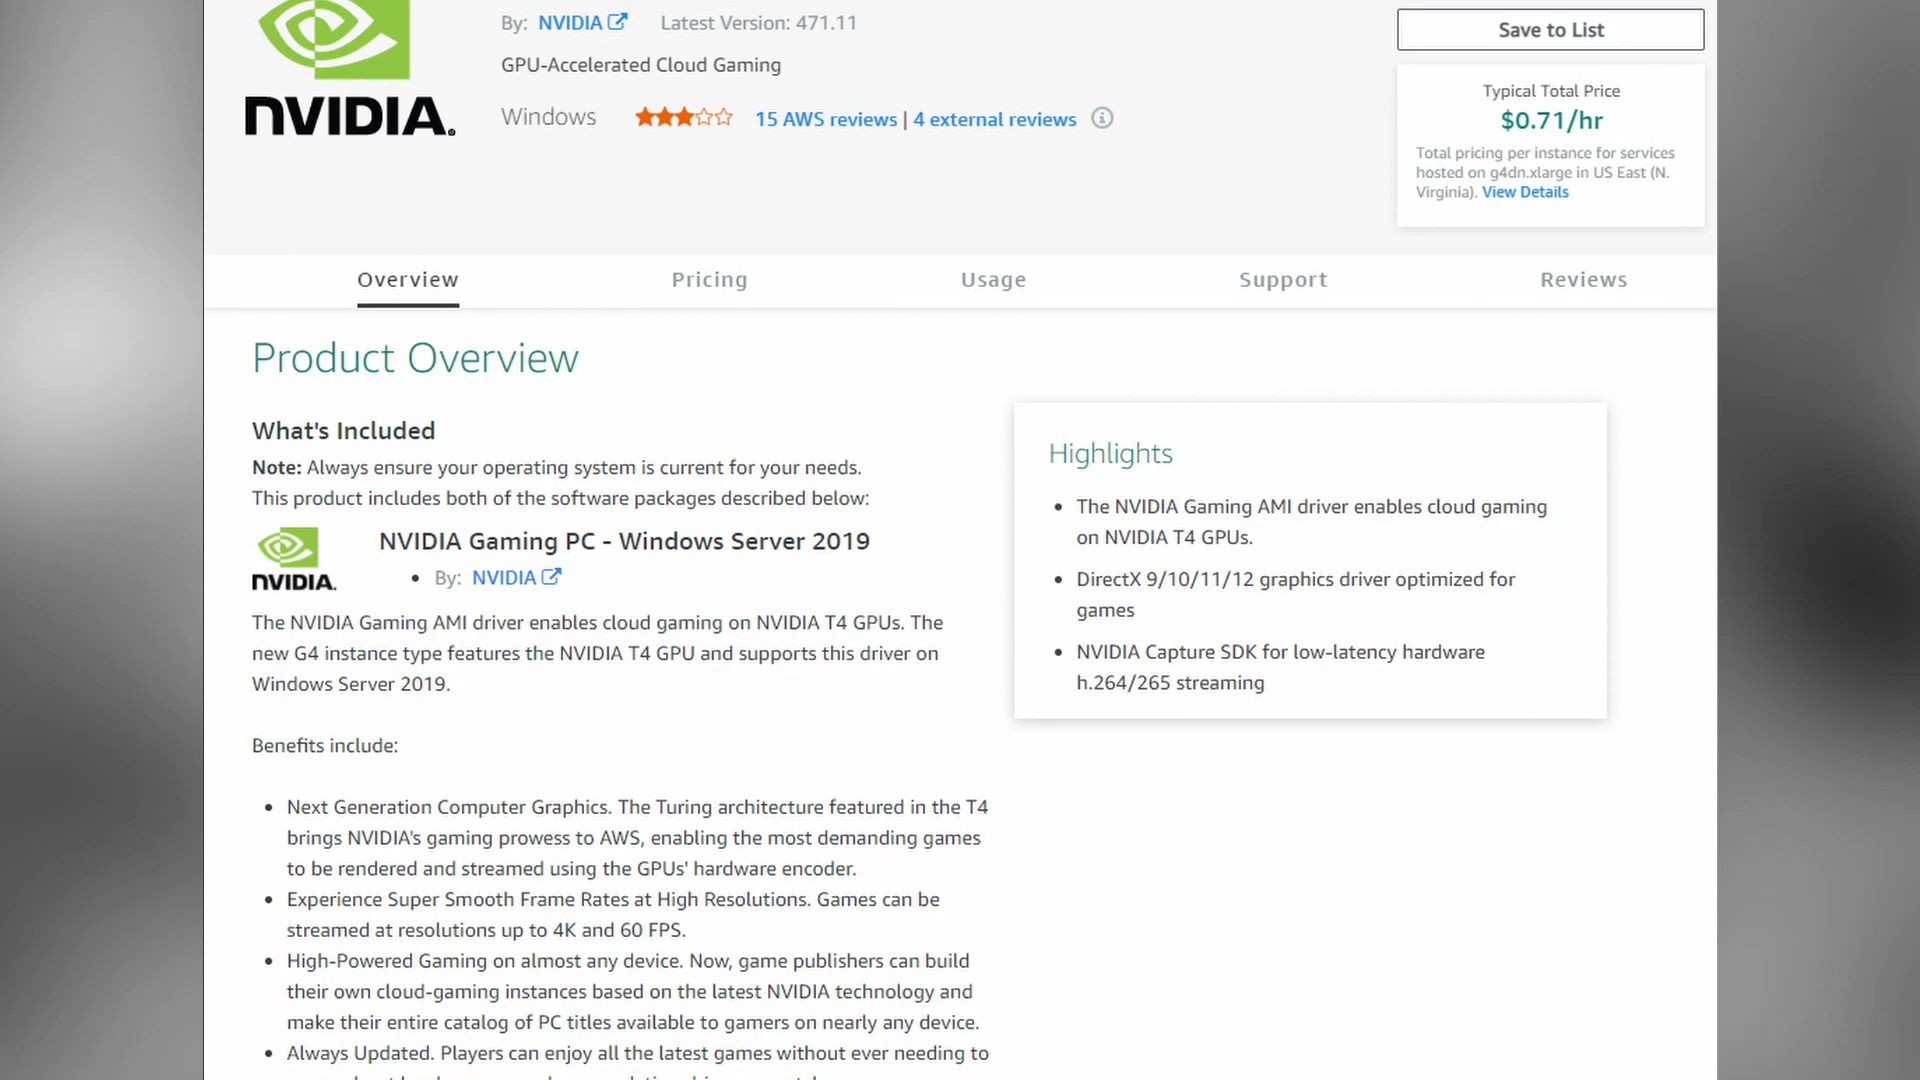 By: NVIDIA Latest Version: 471.11
Save to List
GPU-Accelerated Cloud Gaming
NVIDIA.
Windows 15 AWS reviews | 4 external reviews
Typical Total Price
$0.71/hr
Total pricing per instance for services
hosted on g4dn.xlarge in US East (N.
Virginia). View Details
Overview Pricing Usage Support Reviews
Product Overview
What's Included
Note: Always ensure your operating system is current for your needs.
This product includes both of the software packages described below:
NVIDIA.
NVIDIA Gaming PC - Windows Server 2019
By: NVIDIA
The NVIDIA Gaming AMI driver enables cloud gaming on NVIDIA T4 GPUs. The
new G4 instance type features the NVIDIA T4 GPU and supports this driver on
Windows Server 2019.
Benefits include:
Next Generation Computer Graphics. The Turing architecture featured in the T4
brings NVIDIA's gaming prowess to AWS, enabling the most demanding games
to be rendered and streamed using the GPUs' hardware encoder.
Experience Super Smooth Frame Rates at High Resolutions. Games can be
streamed at resolutions up to 4K and 60 FPS.
High-Powered Gaming on almost any device. Now, game publishers can build
their own cloud-gaming instances based on the latest NVIDIA technology and
make their entire catalog of PC titles available to gamers on nearly any device.
Always Updated. Players can enjoy all the latest games without ever needing to
Highlights
The NVIDIA Gaming AMI driver enables cloud gaming
on NVIDIA T4 GPUs.
DirectX 9/10/11/12 graphics driver optimized for
games
NVIDIA Capture SDK for low-latency hardware
h.264/265 streaming